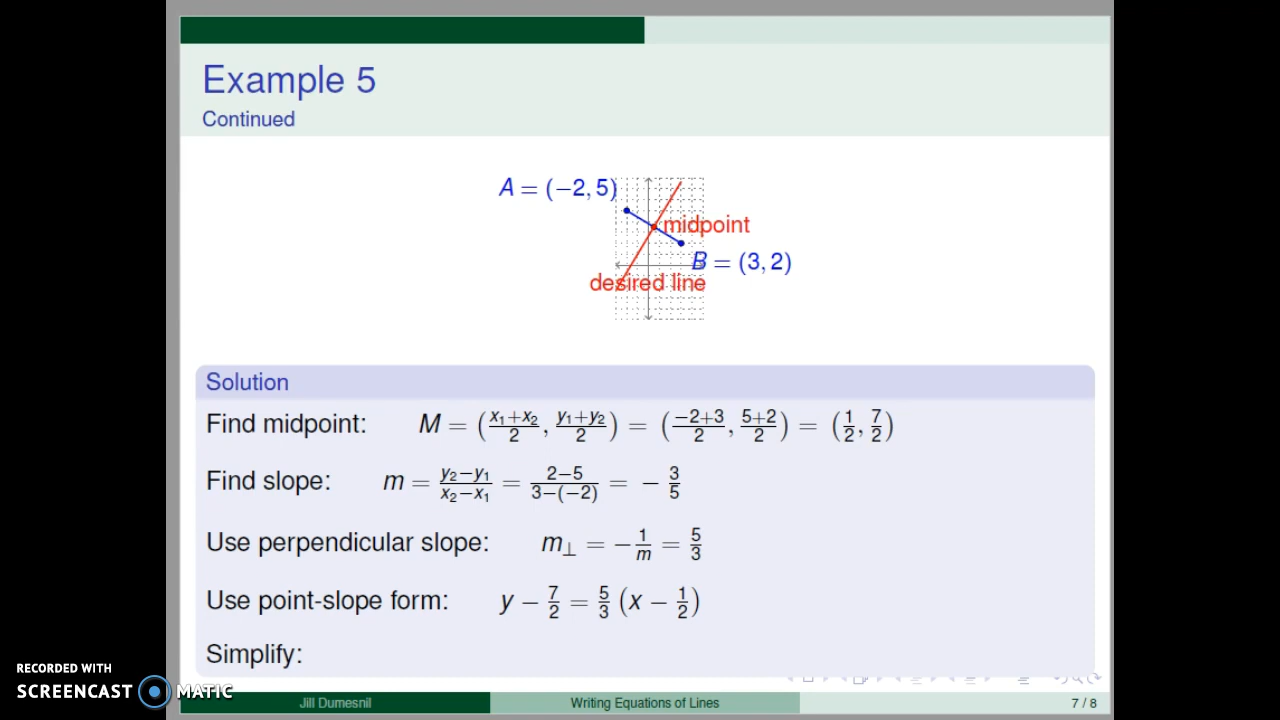 Example 5
Continued
A = (−2, 5)
midpoint
B = (3, 2)
desired line
Solution
Find midpoint: M = (x₁+x₂/2, y₁+y₂/2) = (−2+3/2, 5+2/2) = (1/2, 7/2)
Find slope: m = y₂−y₁/x₂−x₁ = 2−5/3−(−2) = − 3/5
Use perpendicular slope: m⊥ = −1/m = 5/3
Use point-slope form: y − 7/2 = 5/3 (x − 1/2)
Simplify:
RECORDED WITH
SCREENCAST MATIC
Jill Dumesnil Writing Equations of Lines 7 / 8